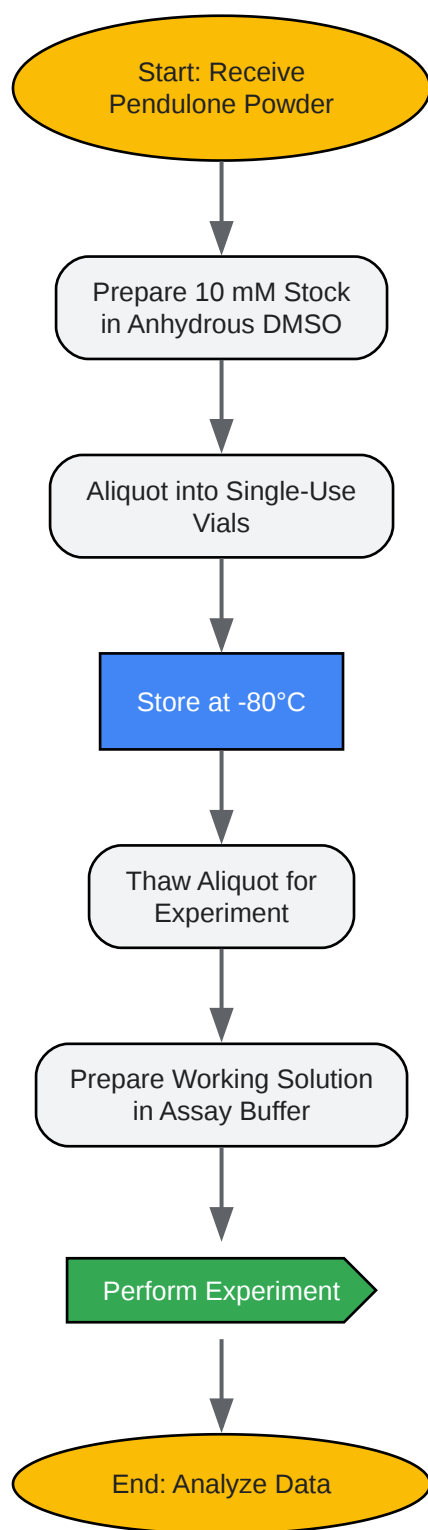 Start: Receive
Pendulone Powder
Prepare 10 mM Stock
in Anhydrous DMSO
Aliquot into Single-Use
Vials
Store at -80°C
Thaw Aliquot for
Experiment
Prepare Working Solution
in Assay Buffer
Perform Experiment
End: Analyze Data